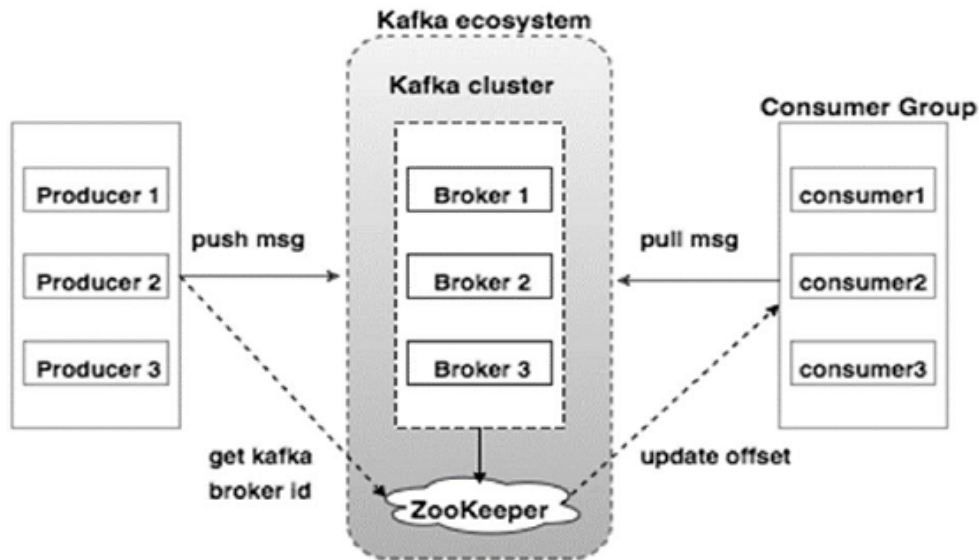 Kafka ecosystem
Kafka cluster
Consumer Group
Producer 1
Broker 1
consumer1
push msg
pull msg
Producer 2
Broker 2
consumer2
Producer 3
Broker 3
consumer3
get kafka
broker id
update offset
ZooKeeper